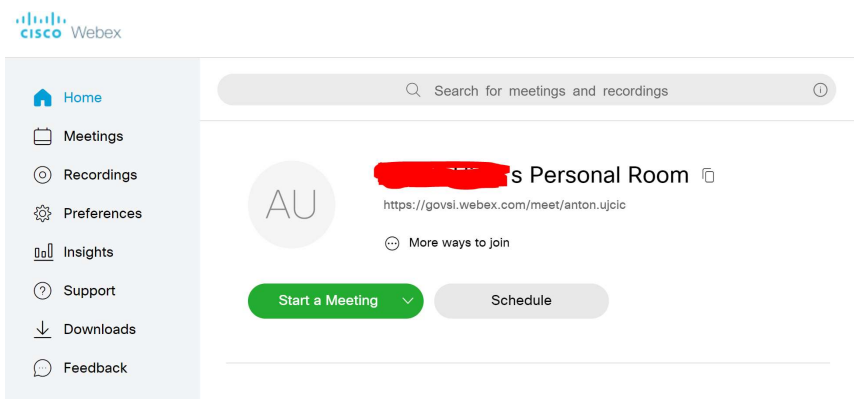 CISCO Webex
Home
Meetings
Recordings
Preferences
Insights
Support
Downloads
Feedback
Search for meetings and recordings
AU
's Personal Room
https://govsi.webex.com/meet/anton.ujcic
More ways to join
Start a Meeting
Schedule